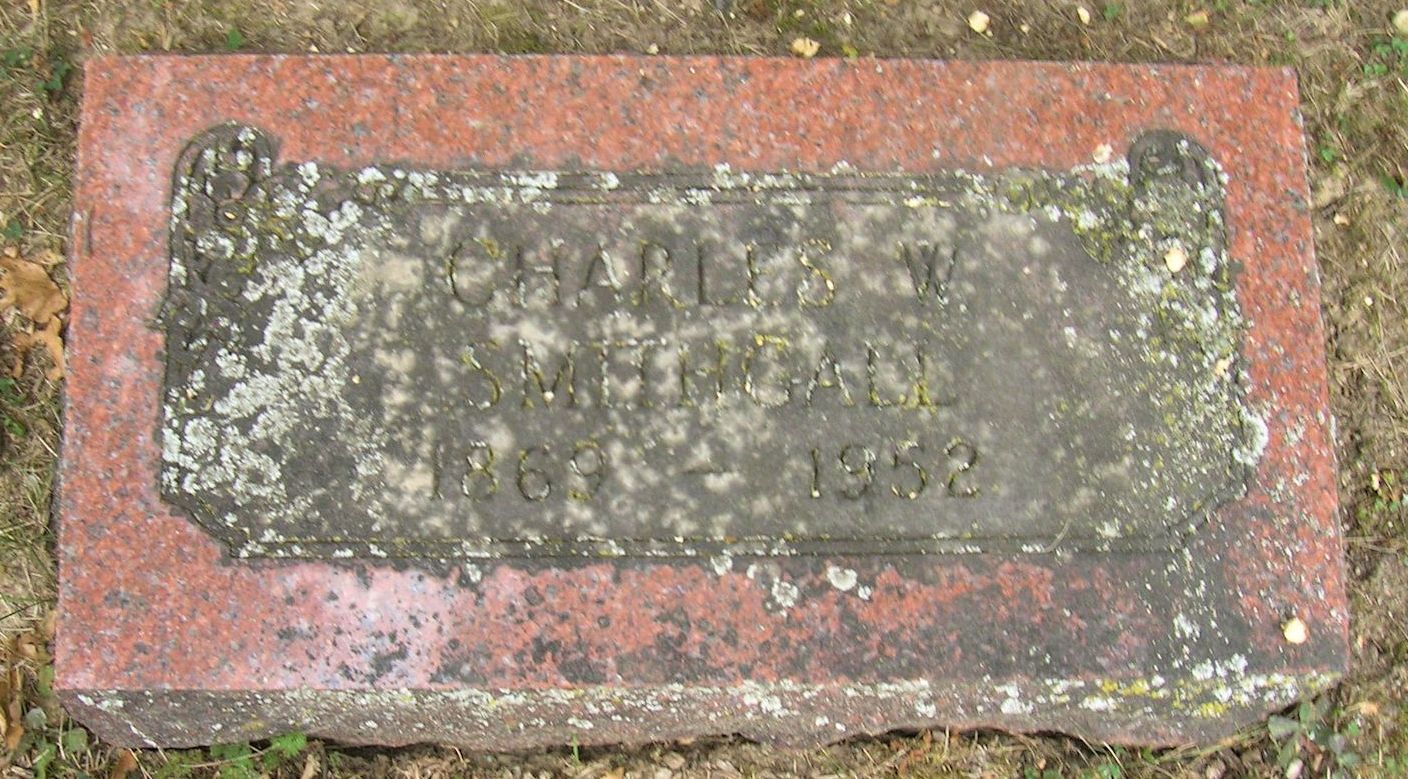 CHARLES W
SMITHGALL
1869 - 1952